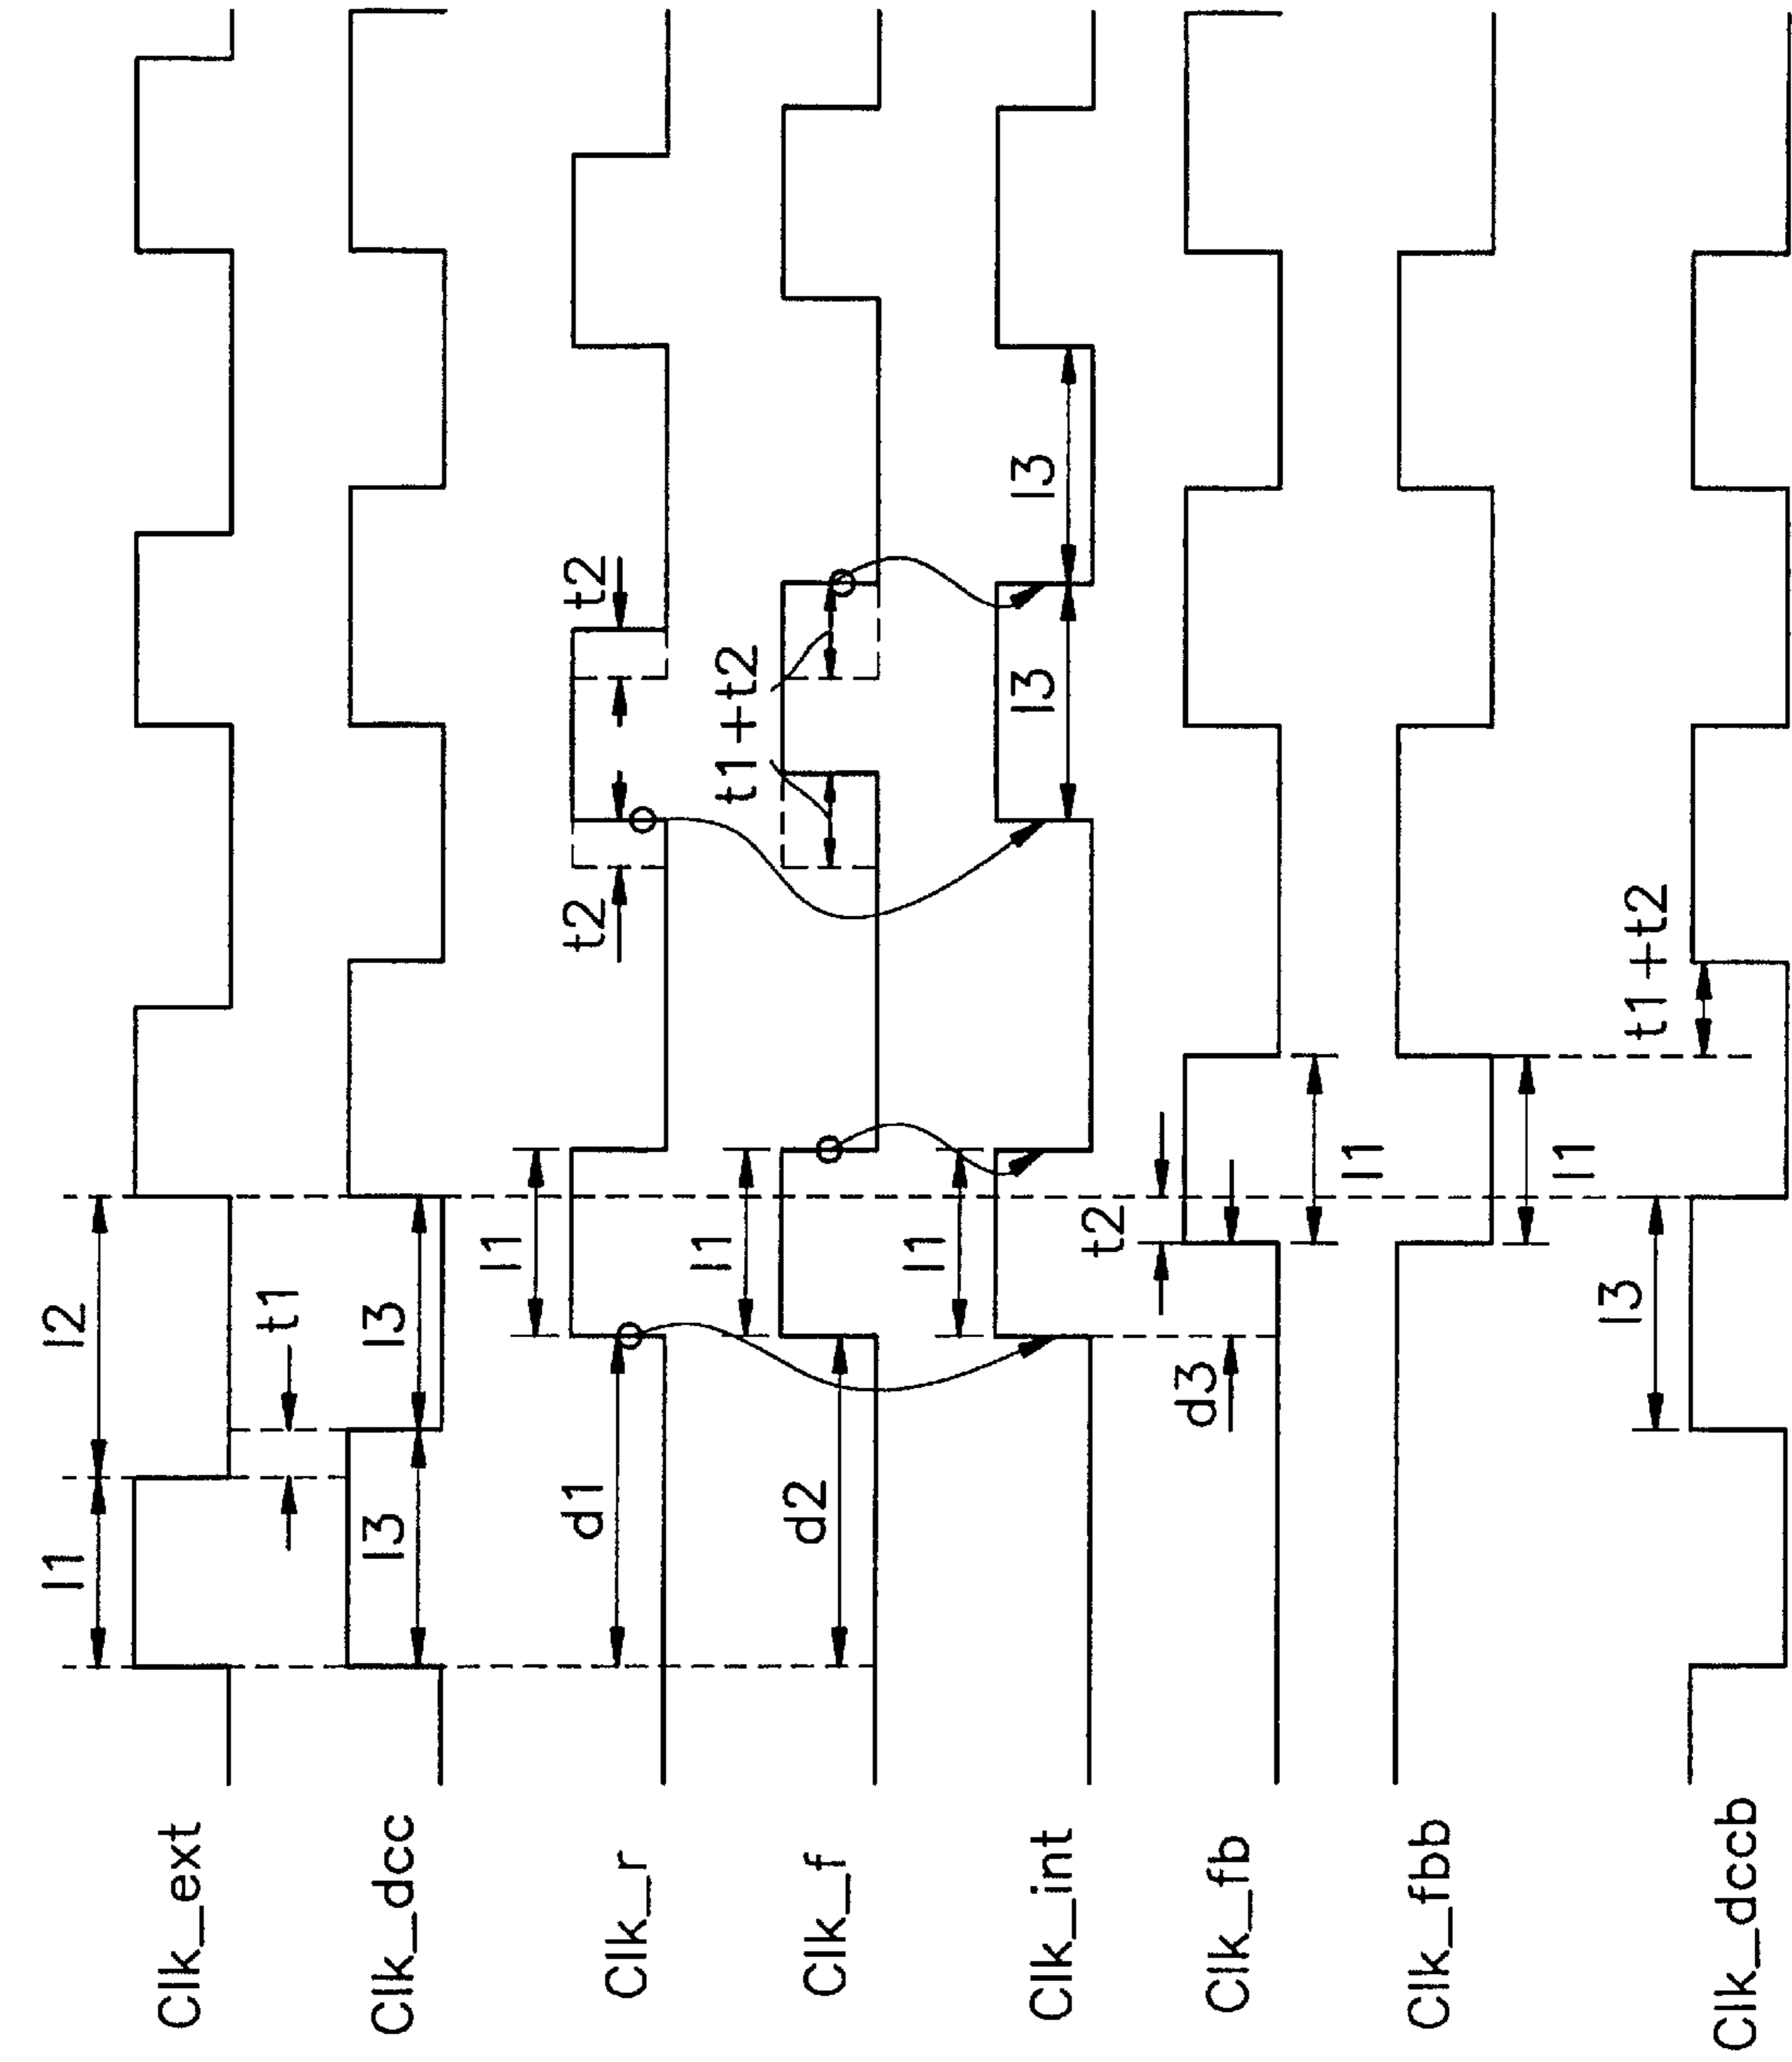 l1
l2
Clk_ext
t1
Clk_dcc
l3
l3
l1
t2
t2
Clk_r
d1
l1
t1+t2
Clk_f
d2
l1
Clk_int
l3
l3
t2
Clk_fb
d3
l1
Clk_fbb
l1
l3
t1+t2
Clk_dccb